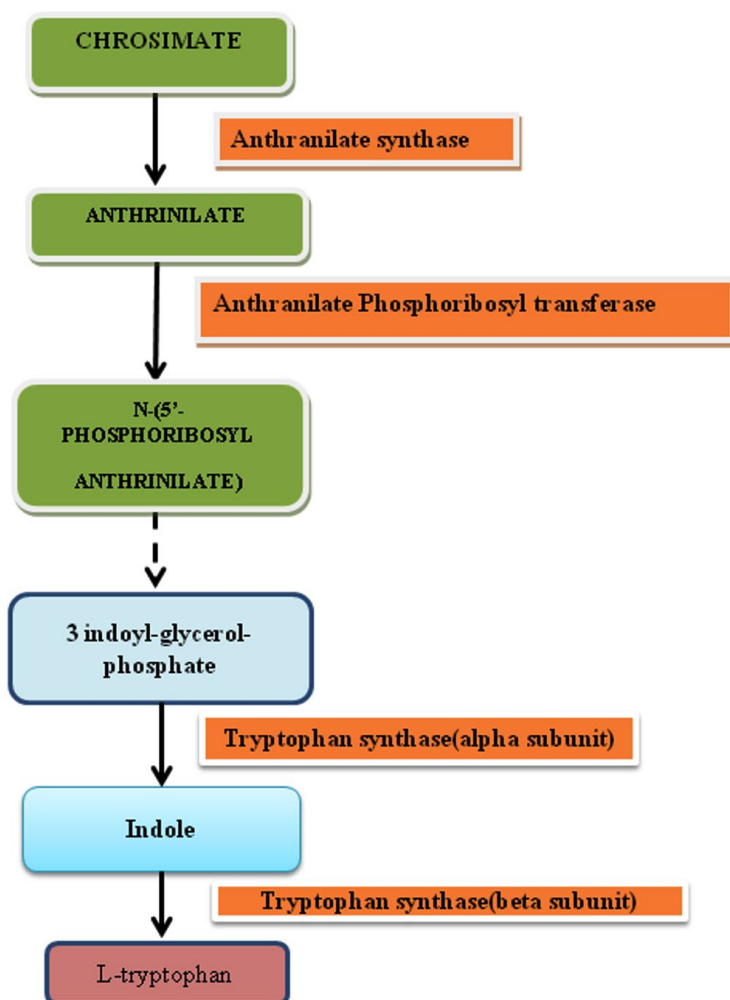 CHROSIMATE
Anthranilate synthase
ANTHRINILATE
Anthranilate Phosphoribosyl transferase
N-(5’-
PHOSPHORIBOSYL
ANTHRINILATE)
3 indoyl-glycerol-
phosphate
Tryptophan synthase(alpha subunit)
Indole
Tryptophan synthase(beta subunit)
L-tryptophan